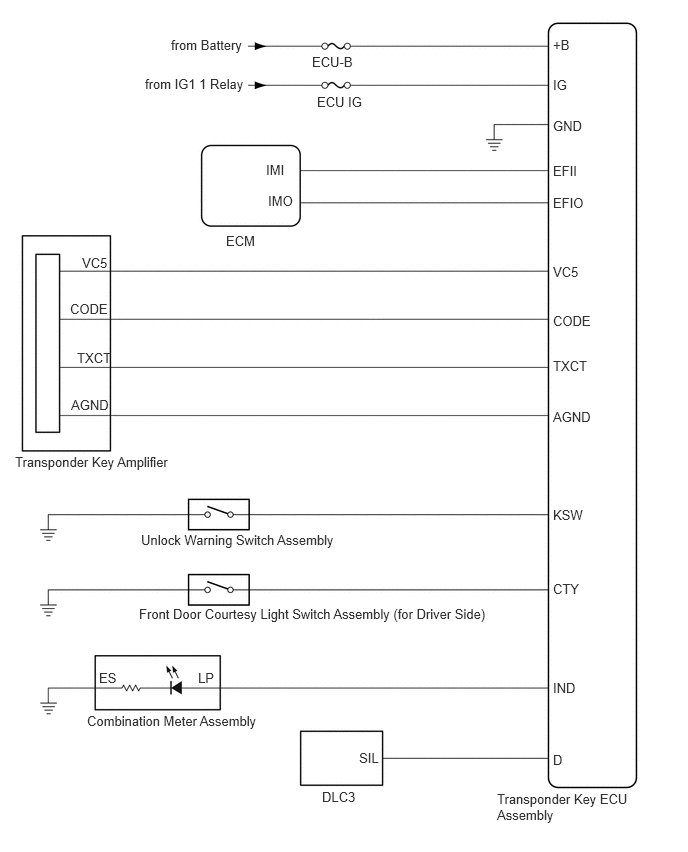 from Battery
ECU-B
+B
from IG1 1 Relay
ECU IG
IG
GND
IMI
EFII
IMO
EFIO
ECM
VC5
VC5
CODE
CODE
TXCT
TXCT
AGND
AGND
Transponder Key Amplifier
KSW
Unlock Warning Switch Assembly
CTY
Front Door Courtesy Light Switch Assembly (for Driver Side)
ES
LP
IND
Combination Meter Assembly
SIL
D
DLC3
Transponder Key ECU
Assembly